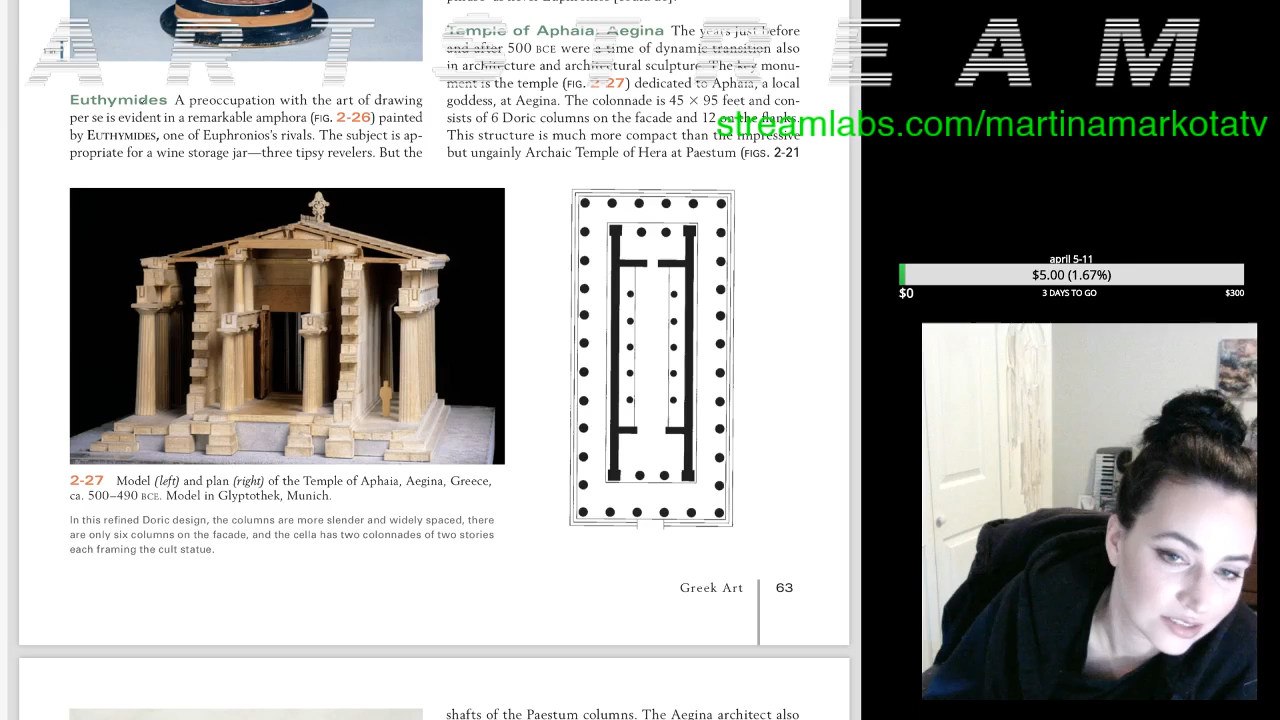 ART STREAM
Temple of Aphaia, Aegina The years just before
and after 500 BCE were a time of dynamic transition also
in architecture and architectural sculpture. The key monu-
ment is the temple (FIG. 2-27) dedicated to Aphaia, a local
goddess, at Aegina. The colonnade is 45 × 95 feet and con-
sists of 6 Doric columns on the facade and 12 on the flanks.
This structure is much more compact than the impressive
but ungainly Archaic Temple of Hera at Paestum (FIGS. 2-21
Euthymides A preoccupation with the art of drawing
per se is evident in a remarkable amphora (FIG. 2-26) painted
by EUTHYMIDES, one of Euphronios's rivals. The subject is ap-
propriate for a wine storage jar—three tipsy revelers. But the
streamlabs.com/martinamarkotatv
2-27 Model (left) and plan (right) of the Temple of Aphaia, Aegina, Greece,
ca. 500–490 BCE. Model in Glyptothek, Munich.
In this refined Doric design, the columns are more slender and widely spaced, there
are only six columns on the facade, and the cella has two colonnades of two stories
each framing the cult statue.
Greek Art 63
shafts of the Paestum columns. The Aegina architect also
april 5-11
$5.00 (1.67%)
$0 3 DAYS TO GO $300